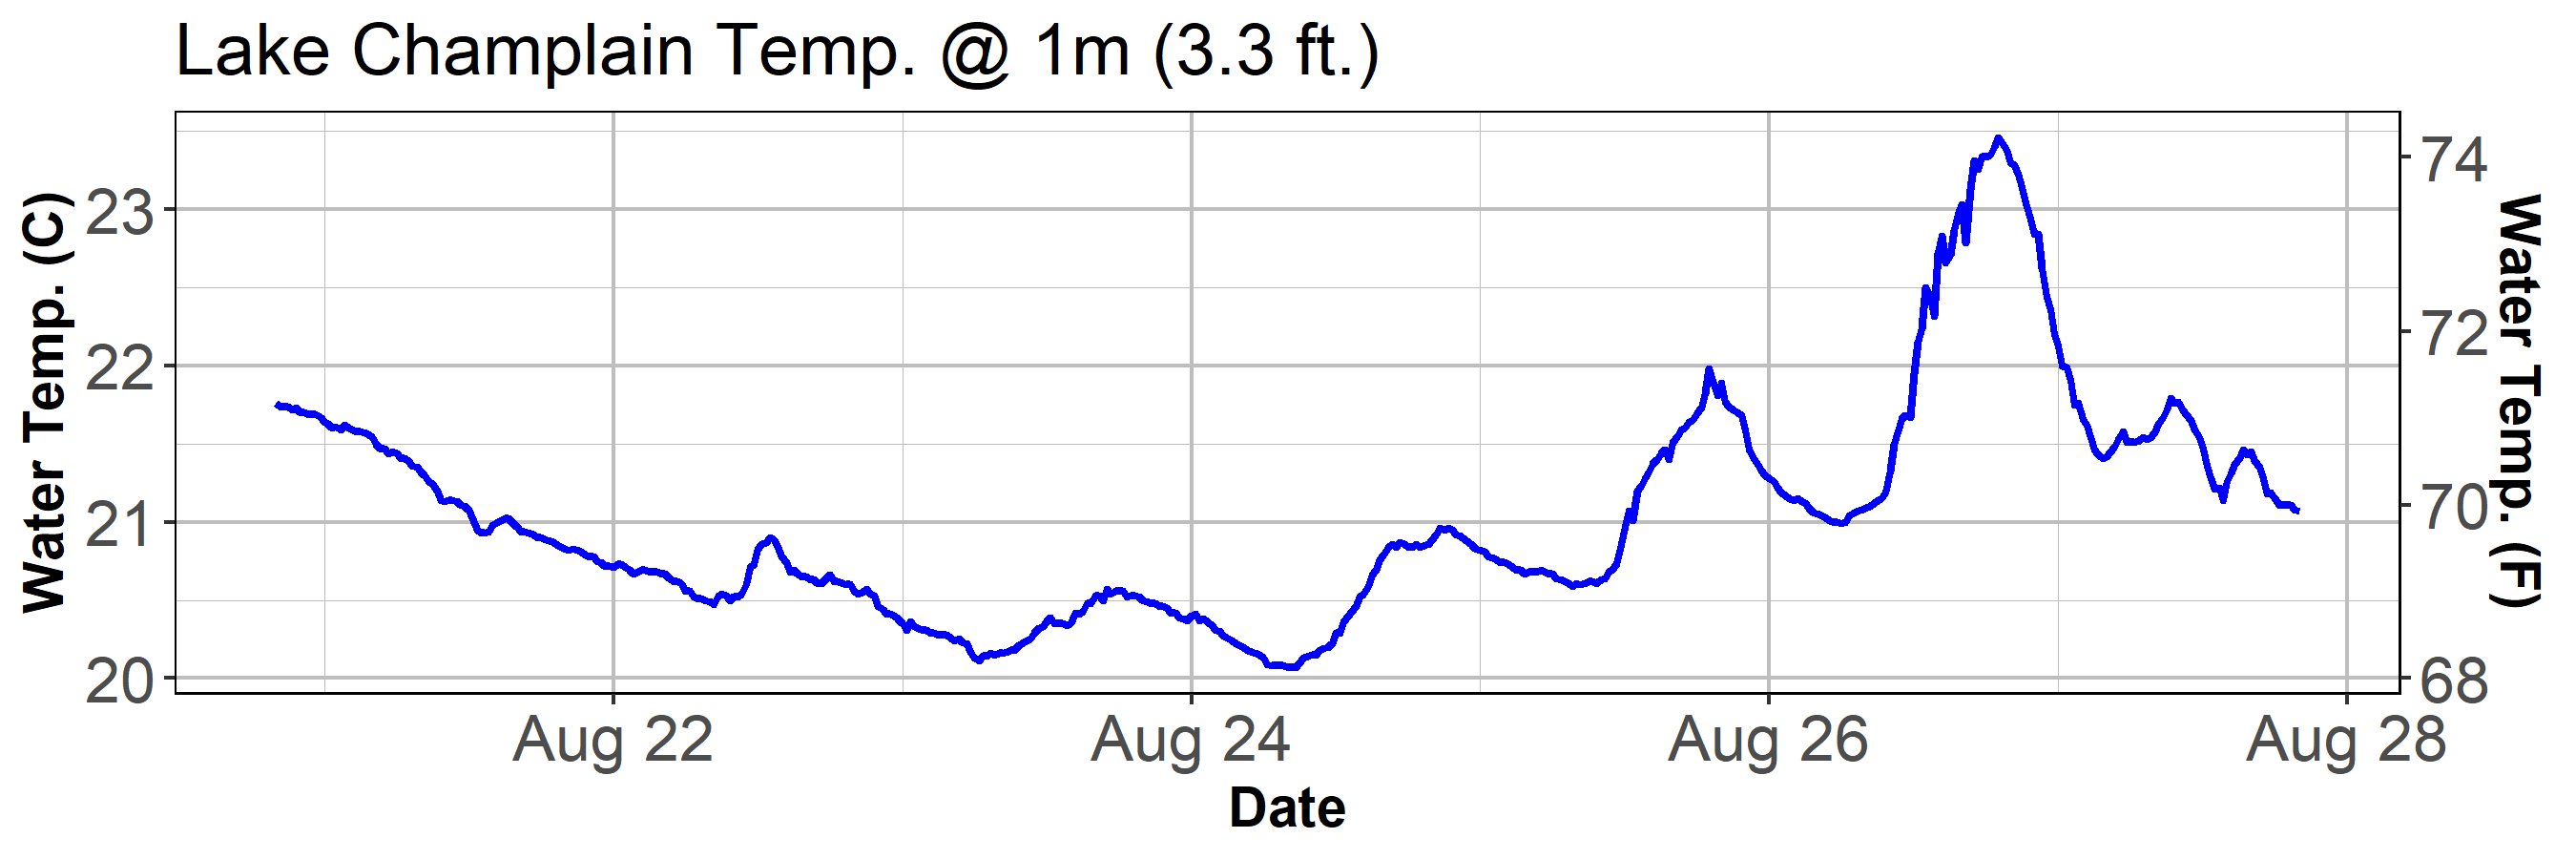 Lake Champlain Temp. @ 1m (3.3 ft.)
Water Temp. (C)
23
22
21
20
74
72
70
68
Water Temp. (F)
Aug 22 Aug 24 Aug 26 Aug 28
Date